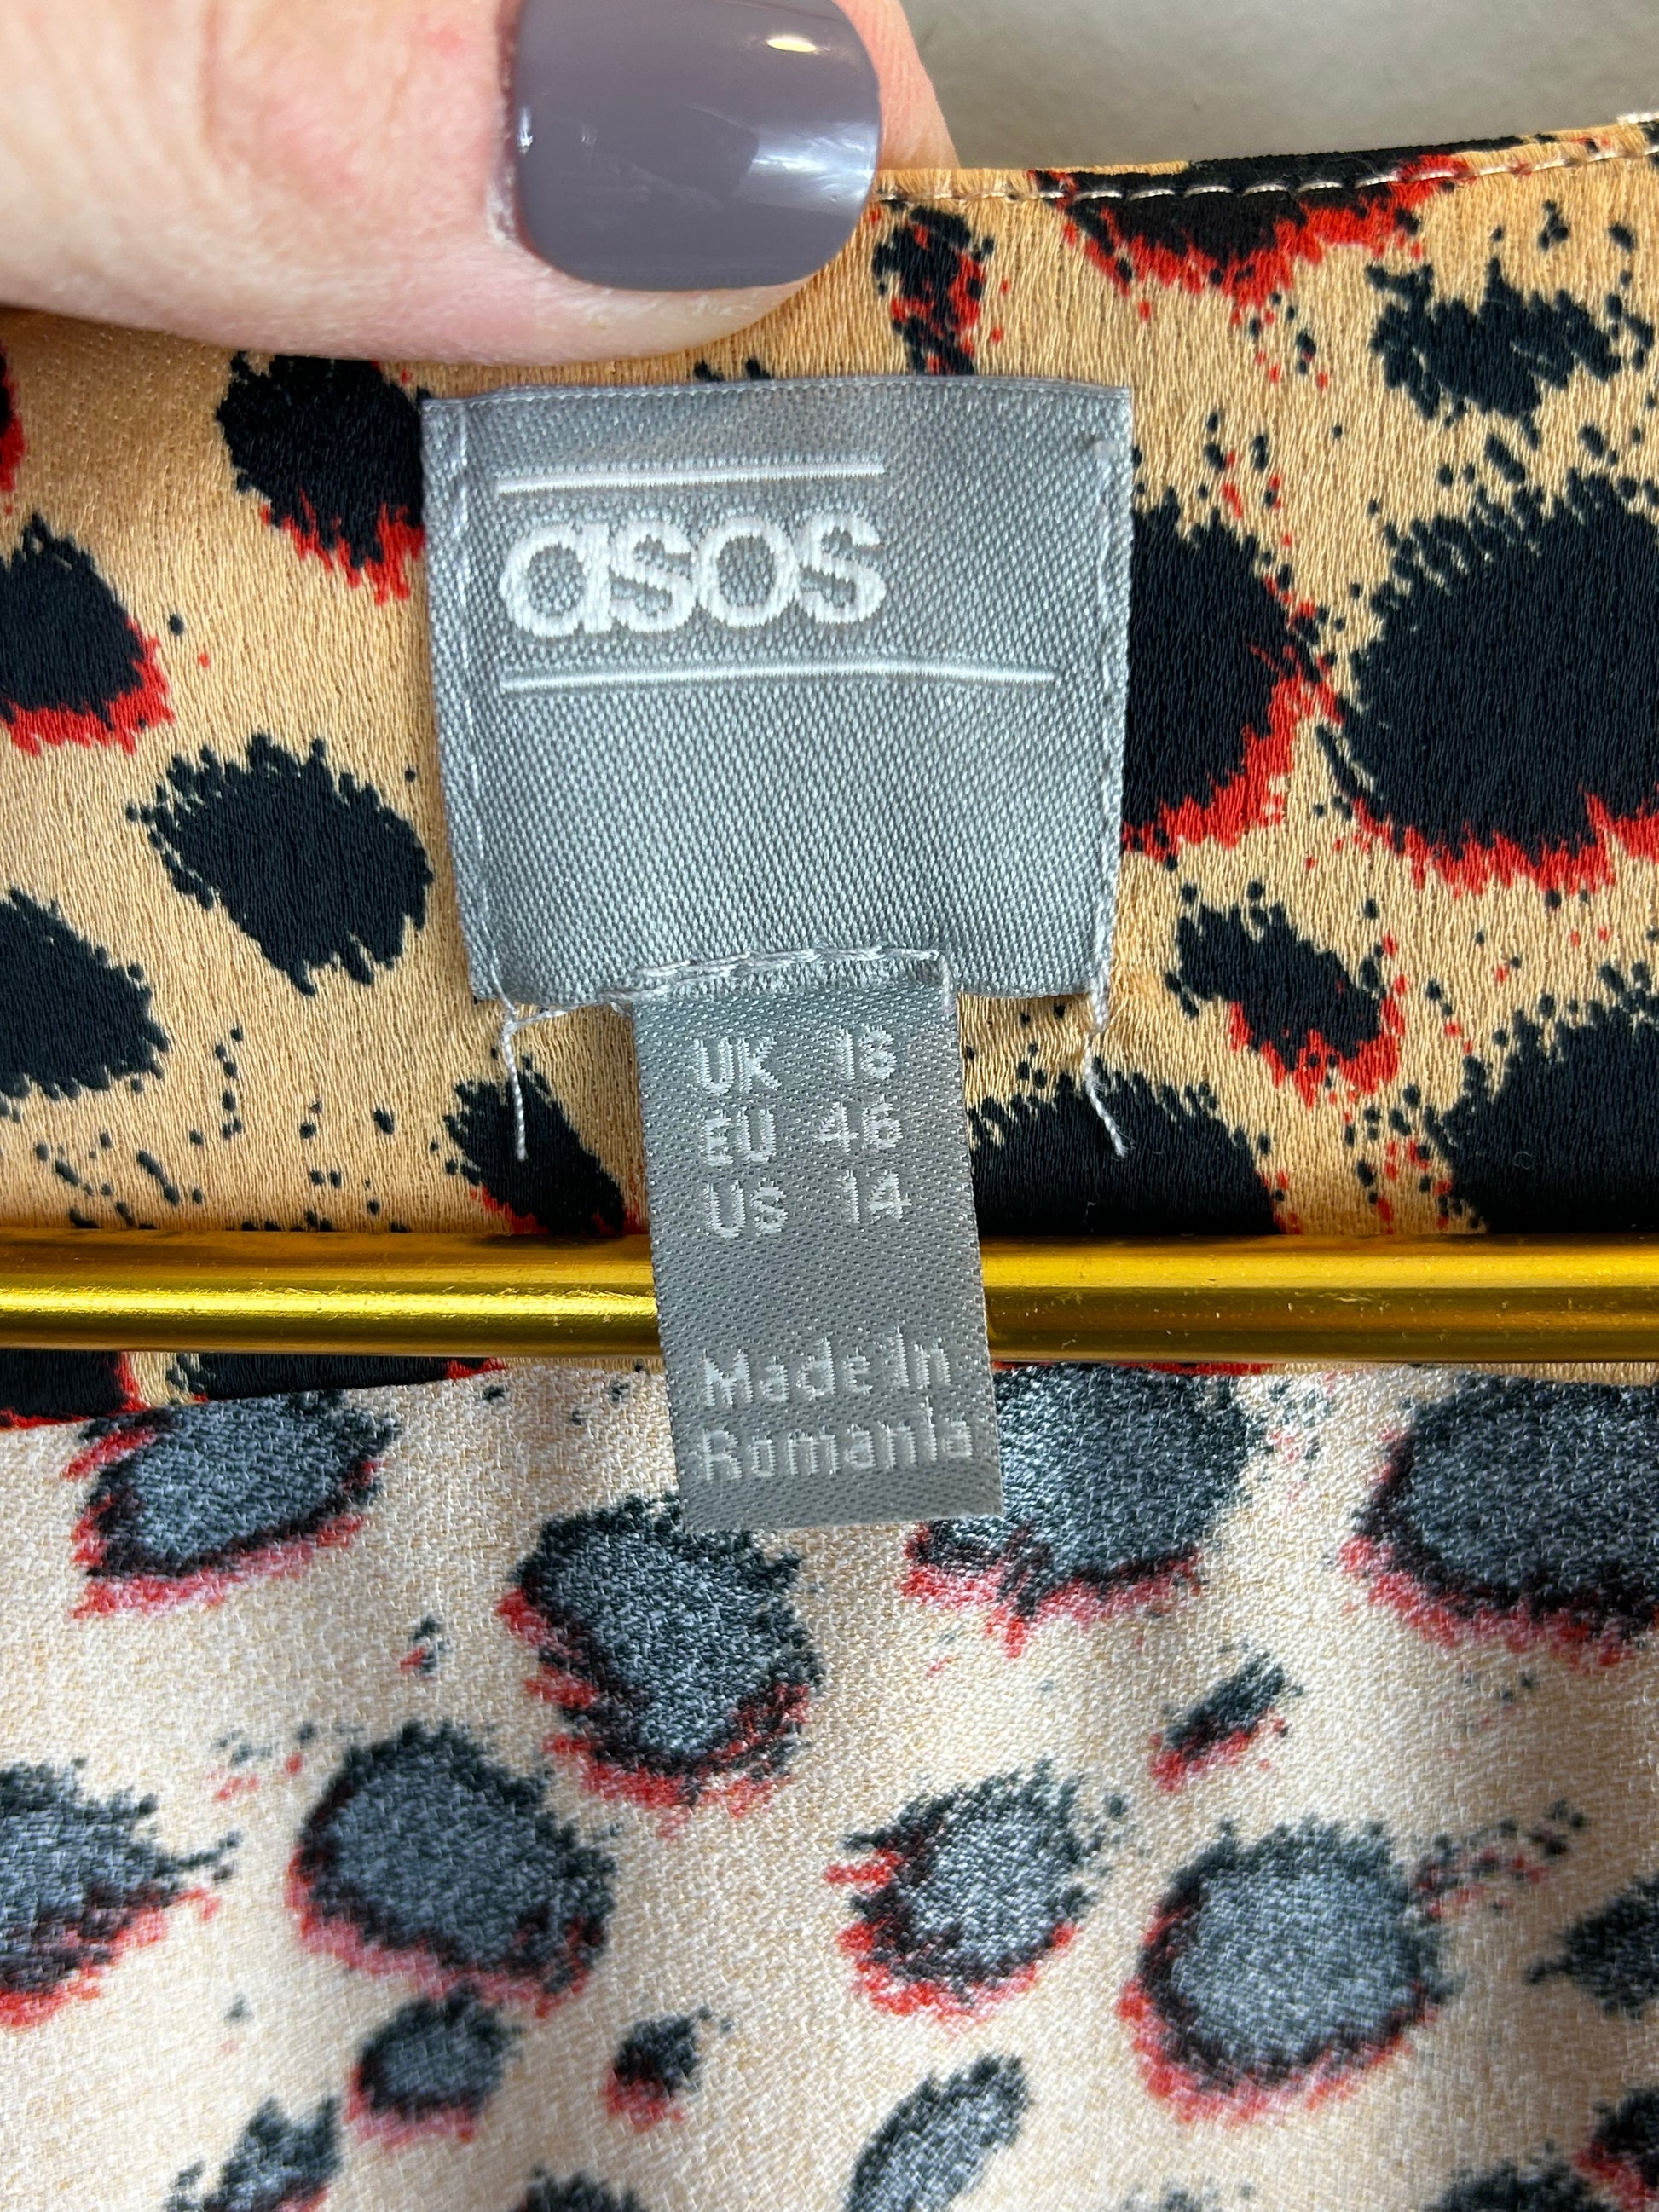 asos
UK 18
EU 46
US 14
Made In
Romania